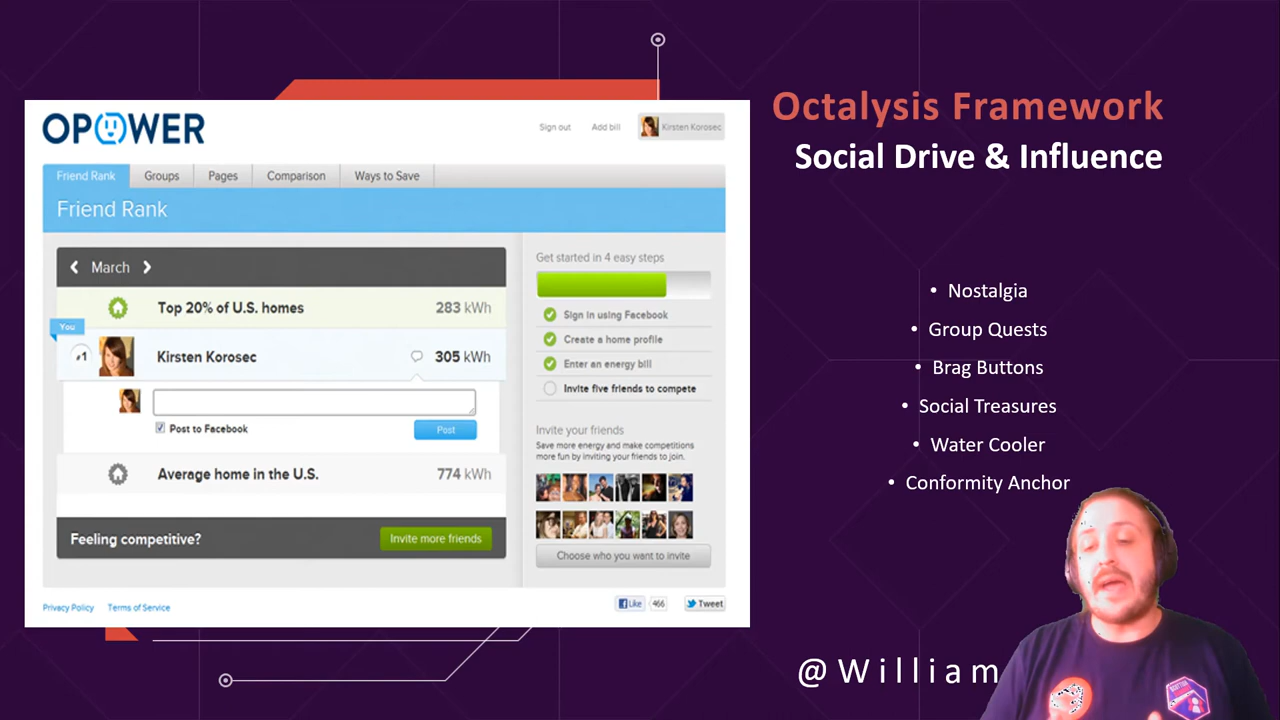 OPOWER
Sign out Add bill Kirsten Korosec
Friend Rank Groups Pages Comparison Ways to Save
Friend Rank
March
Top 20% of U.S. homes 283 kWh
You
#1 Kirsten Korosec 305 kWh
Post to Facebook Post
Average home in the U.S. 774 kWh
Feeling competitive? Invite more friends
Get started in 4 easy steps
Sign in using Facebook
Create a home profile
Enter an energy bill
Invite five friends to compete
Invite your friends
Save more energy and make competitions
more fun by inviting your friends to join.
Choose who you want to invite
Privacy Policy Terms of Service
Like 466 Tweet
Octalysis Framework
Social Drive & Influence
• Nostalgia
• Group Quests
• Brag Buttons
• Social Treasures
• Water Cooler
• Conformity Anchor
@William